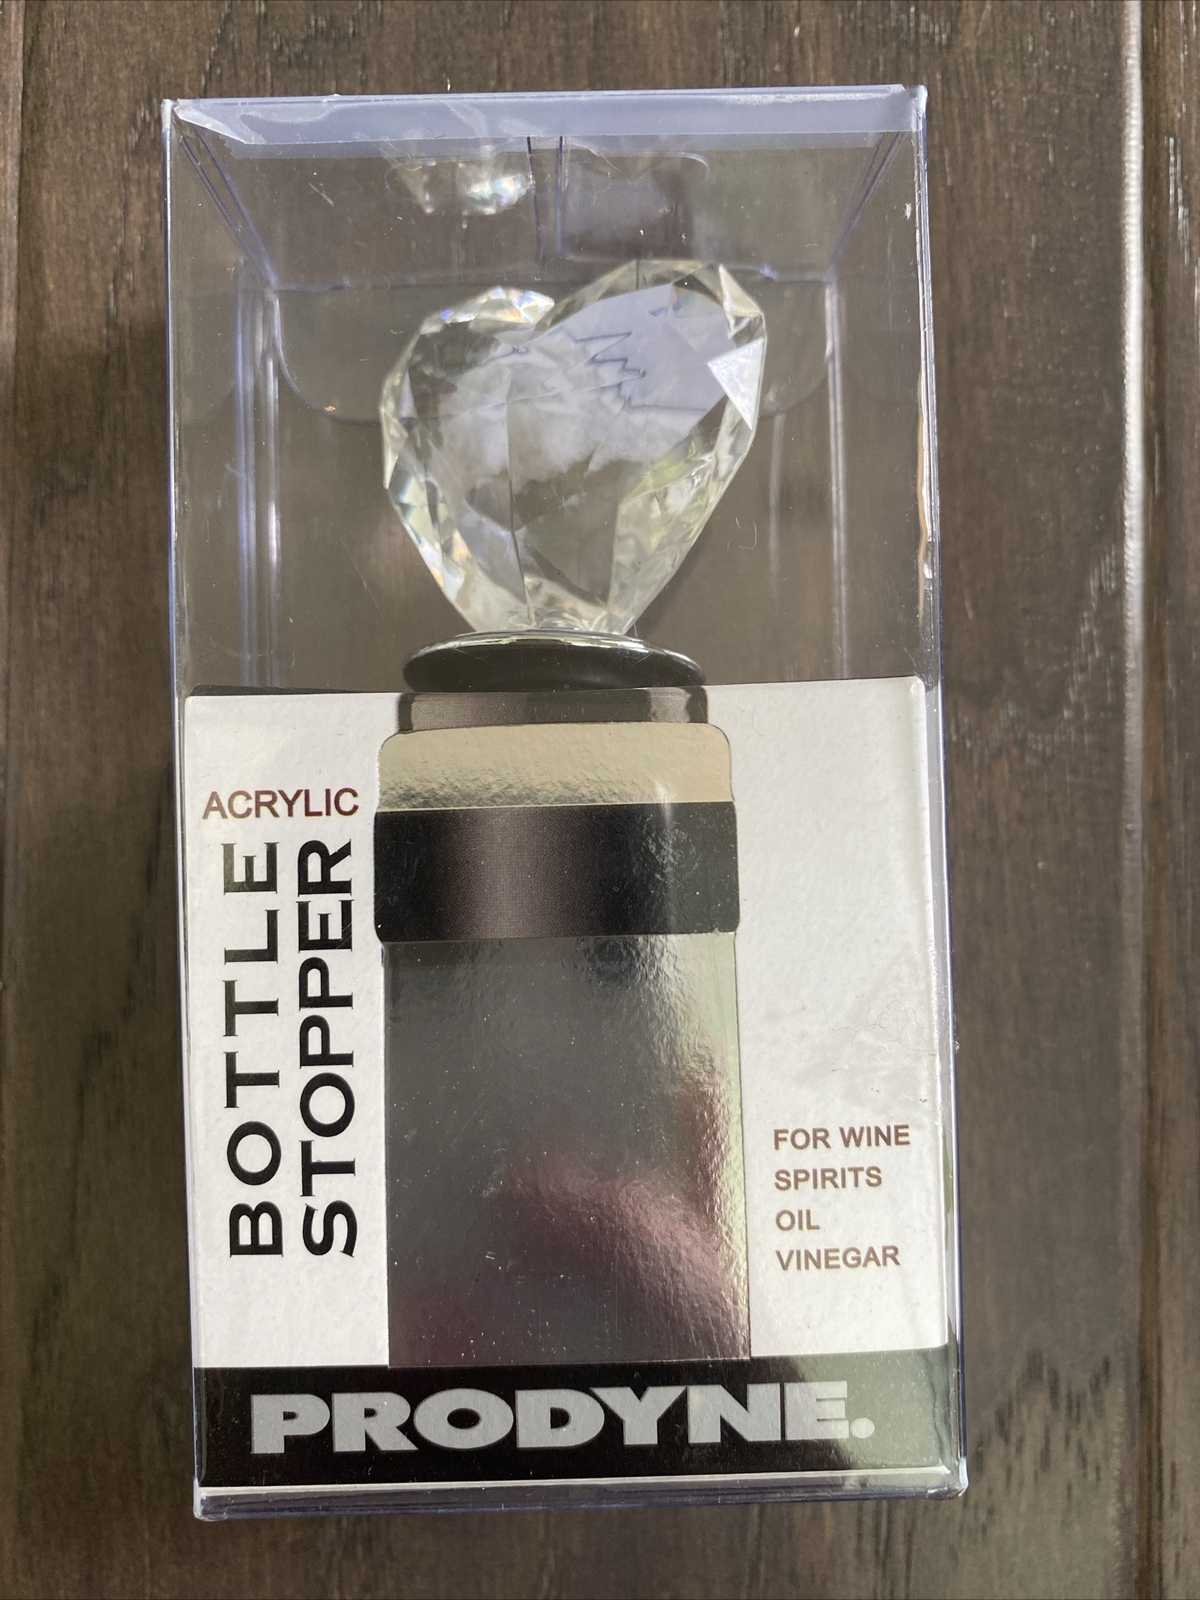 ACRYLIC
BOTTLE
STOPPER
FOR WINE
SPIRITS
OIL
VINEGAR
PRODYNE.